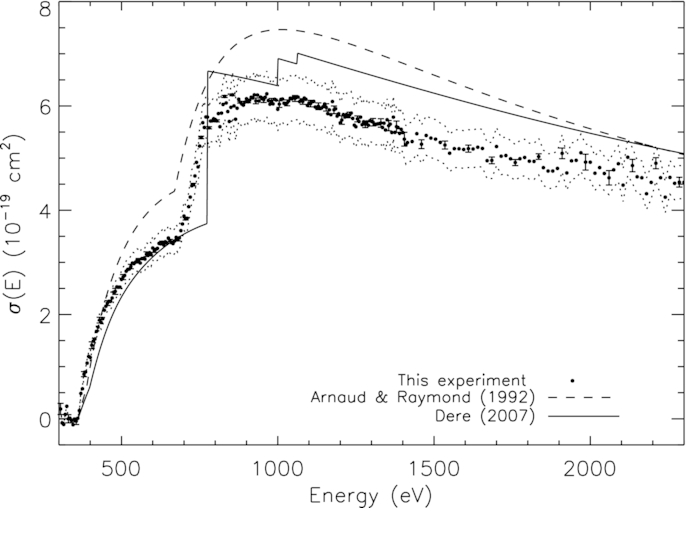 8
6
4
2
0
σ(E) (10⁻¹⁹ cm²)
This experiment
Arnaud & Raymond (1992)
Dere (2007)
500 1000 1500 2000
Energy (eV)